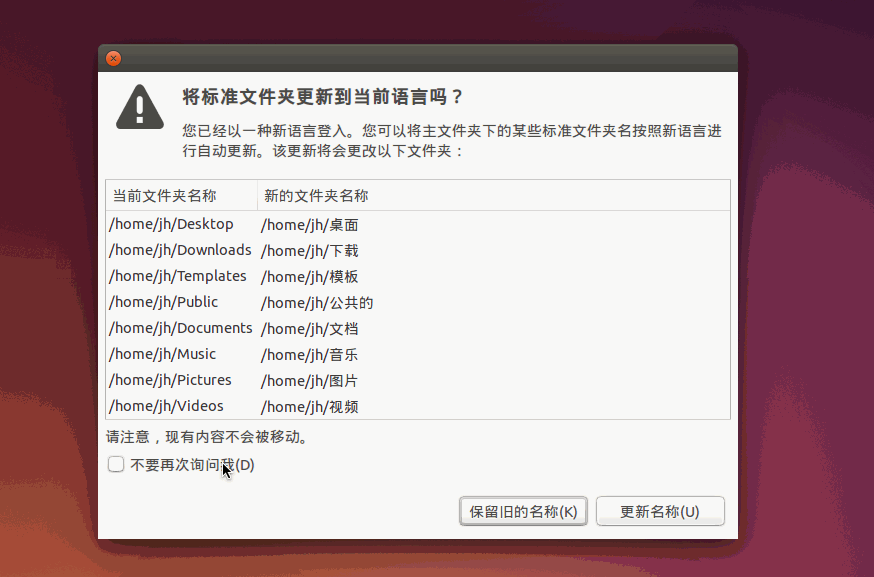 将标准文件夹更新到当前语言吗？
您已经以一种新语言登入。您可以将主文件夹下的某些标准文件夹名按照新语言进
行自动更新。该更新将会更改以下文件夹：
当前文件夹名称 新的文件夹名称
/home/jh/Desktop /home/jh/桌面
/home/jh/Downloads /home/jh/下载
/home/jh/Templates /home/jh/模板
/home/jh/Public /home/jh/公共的
/home/jh/Documents /home/jh/文档
/home/jh/Music /home/jh/音乐
/home/jh/Pictures /home/jh/图片
/home/jh/Videos /home/jh/视频
请注意，现有内容不会被移动。
不要再次询问我(D)
保留旧的名称(K) 更新名称(U)